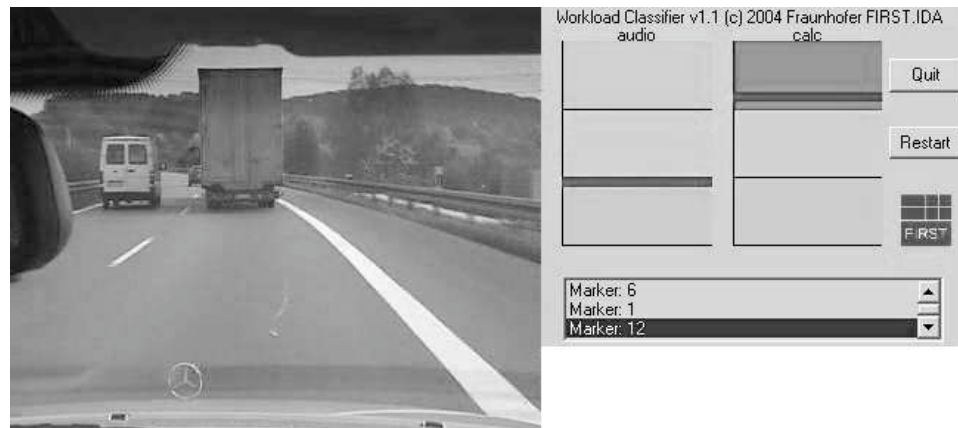 Workload Classifier v1.1 (c) 2004 Fraunhofer FIRST.IDA
audio calc
Quit
Restart
FIRST
Marker: 6
Marker: 1
Marker: 12